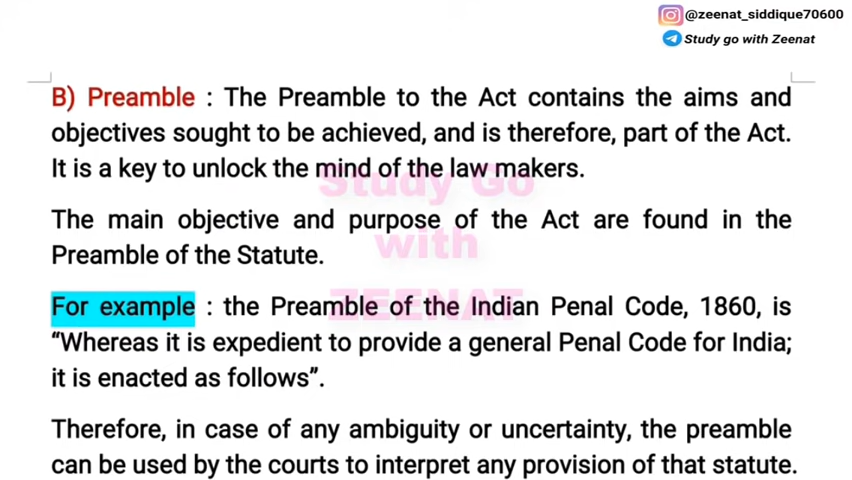 @zeenat_siddique70600
Study go with Zeenat
B) Preamble : The Preamble to the Act contains the aims and
objectives sought to be achieved, and is therefore, part of the Act.
It is a key to unlock the mind of the law makers.
The main objective and purpose of the Act are found in the
Preamble of the Statute.
For example : the Preamble of the Indian Penal Code, 1860, is
“Whereas it is expedient to provide a general Penal Code for India;
it is enacted as follows”.
Therefore, in case of any ambiguity or uncertainty, the preamble
can be used by the courts to interpret any provision of that statute.
Study Go
with
ZEENAT